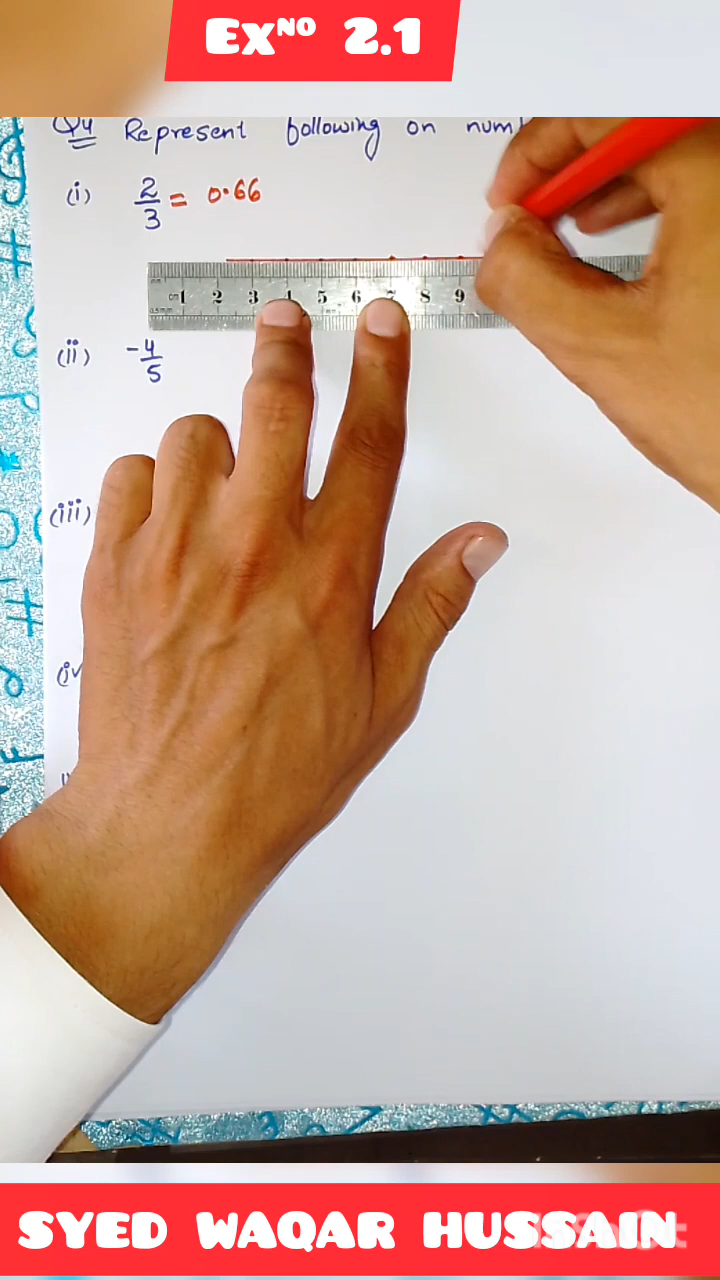 EXNO 2.1
Q4 Represent following on
(i) 2/3 = 0.66
cm 1 2 3 4 5 6 7 8 9
(ii) -4/5
(iii)
SYED WAQAR HUSSAIN